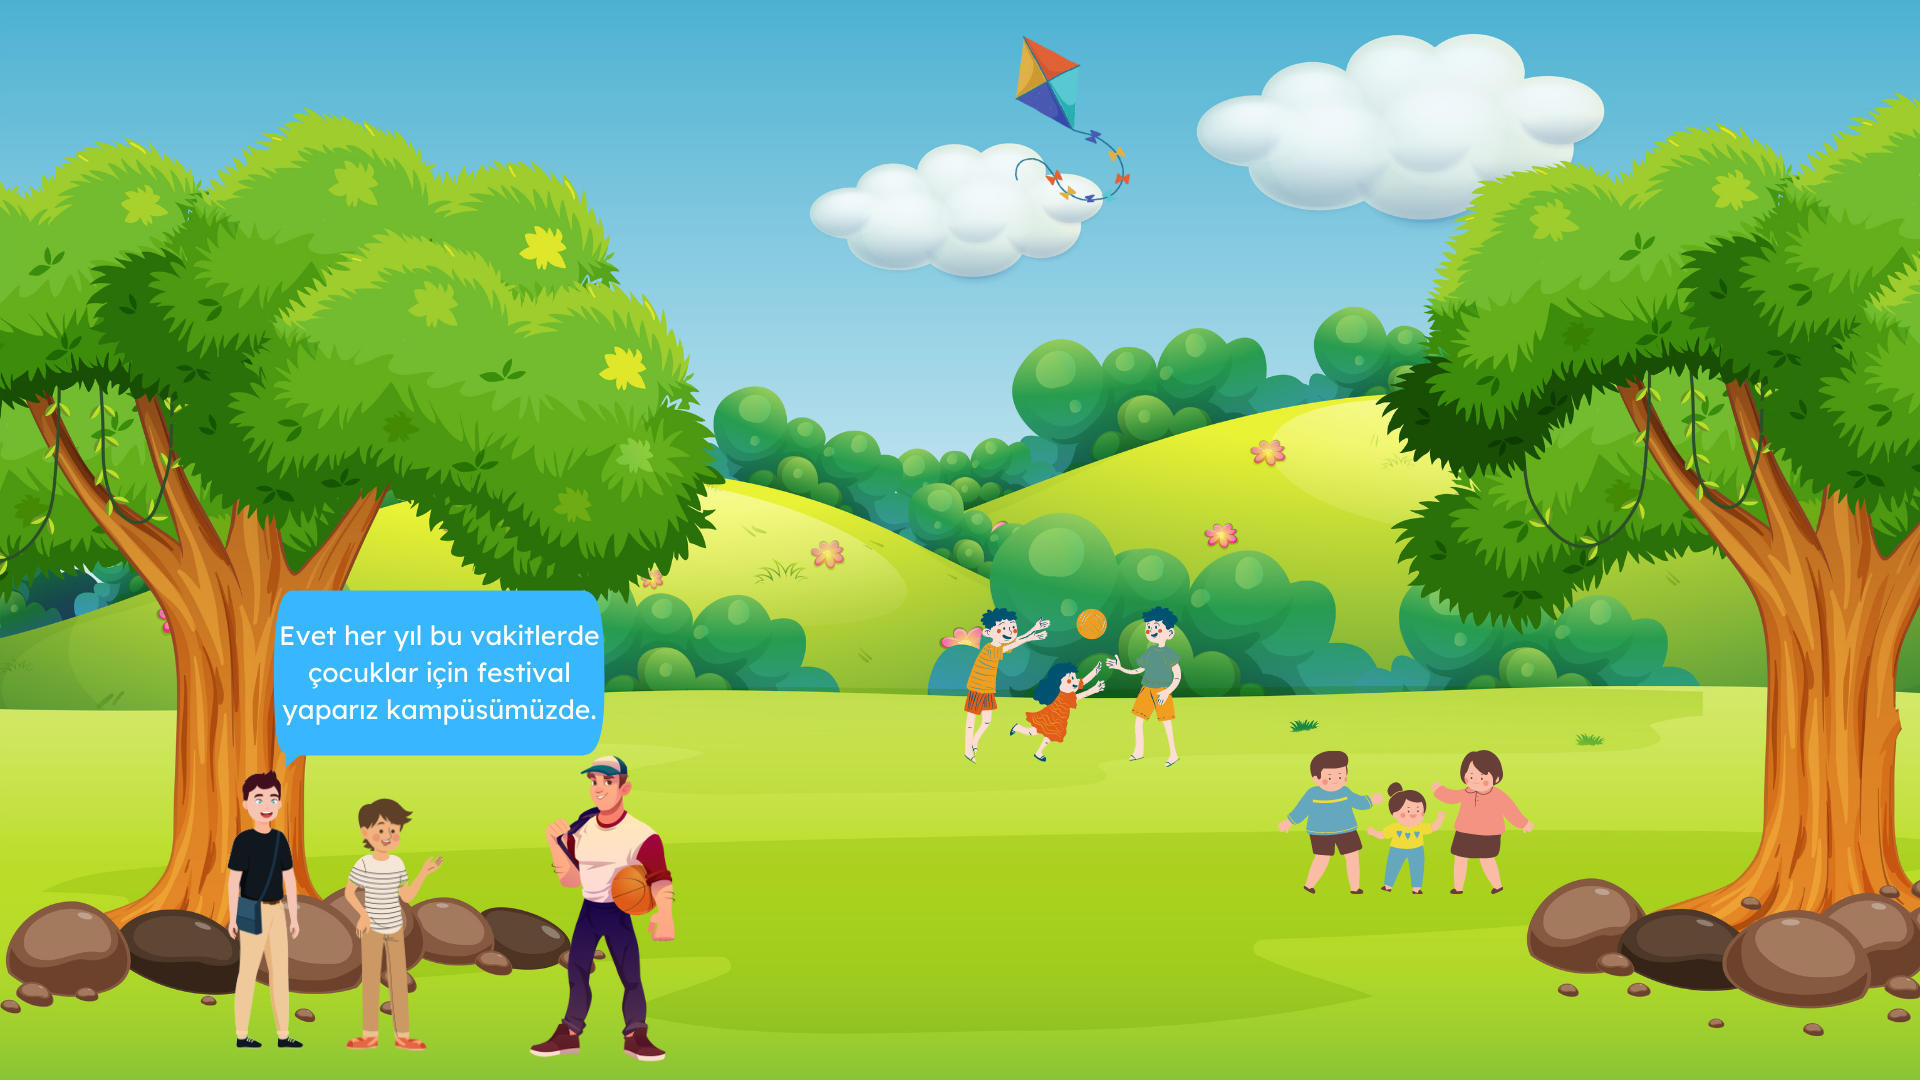 Evet her yıl bu vakitlerde
çocuklar için festival
yaparız kampüsümüzde.